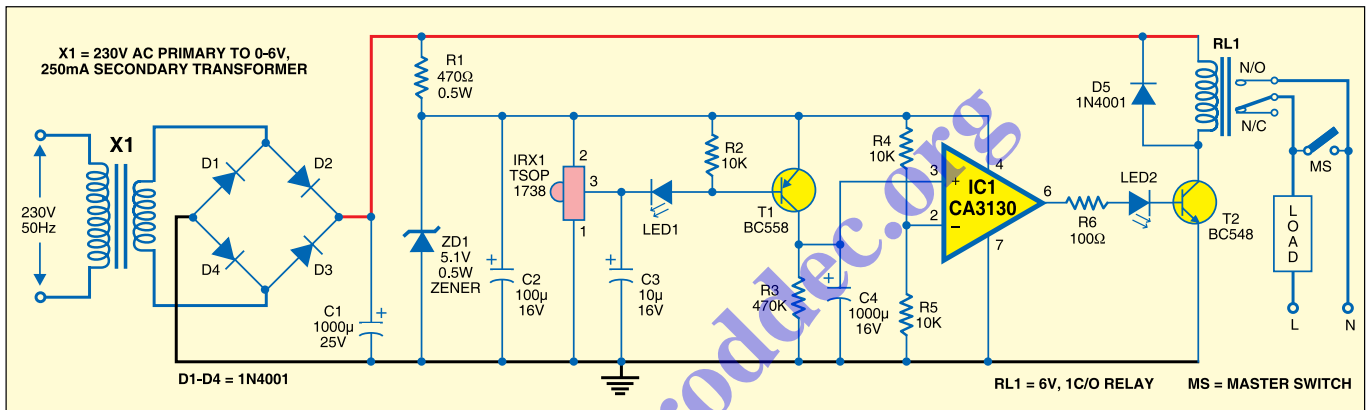 X1 = 230V AC PRIMARY TO 0-6V,
250mA SECONDARY TRANSFORMER
X1
230V
50Hz
D1
D2
D4
D3
C1
1000µ
25V
+
D1-D4 = 1N4001
R1
470Ω
0.5W
ZD1
5.1V
0.5W
ZENER
+
C2
100µ
16V
IRX1
TSOP
1738
2
3
1
LED1
+
C3
10µ
16V
R2
10K
T1
BC558
R3
470K
+
C4
1000µ
16V
R4
10K
R5
10K
3
2
+
–
IC1
CA3130
4
6
7
R6
100Ω
LED2
T2
BC548
D5
1N4001
RL1
N/O
N/C
MS
LOAD
L
N
RL1 = 6V, 1C/O RELAY
MS = MASTER SWITCH